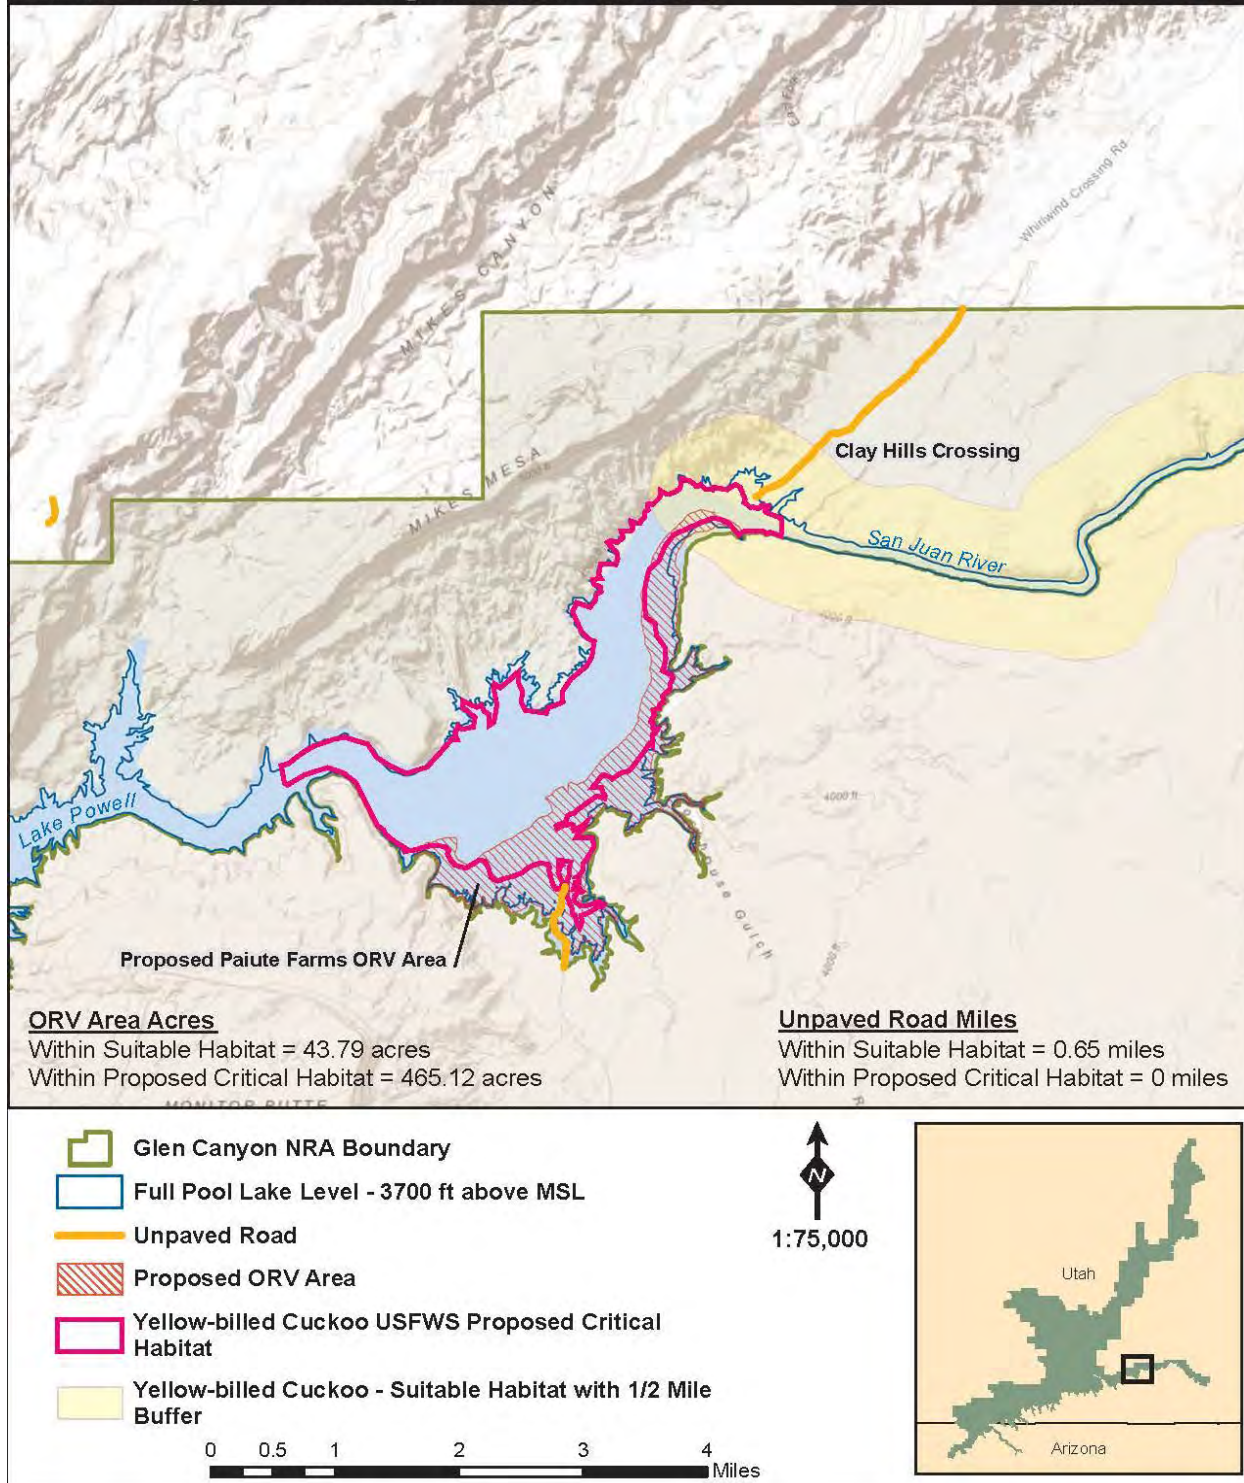 Whirlwind Crossing Rd
MIKES CANYON
MIKES MESA
Clay Hills Crossing
San Juan River
Lake Powell
4000 ft
Gulch
4000 ft
Proposed Paiute Farms ORV Area
ORV Area Acres
Within Suitable Habitat = 43.79 acres
Within Proposed Critical Habitat = 465.12 acres
Unpaved Road Miles
Within Suitable Habitat = 0.65 miles
Within Proposed Critical Habitat = 0 miles
Glen Canyon NRA Boundary
Full Pool Lake Level - 3700 ft above MSL
Unpaved Road
Proposed ORV Area
Yellow-billed Cuckoo USFWS Proposed Critical
Habitat
Yellow-billed Cuckoo - Suitable Habitat with 1/2 Mile
Buffer
N
1:75,000
0 0.5 1 2 3 4
Miles
Utah
Arizona